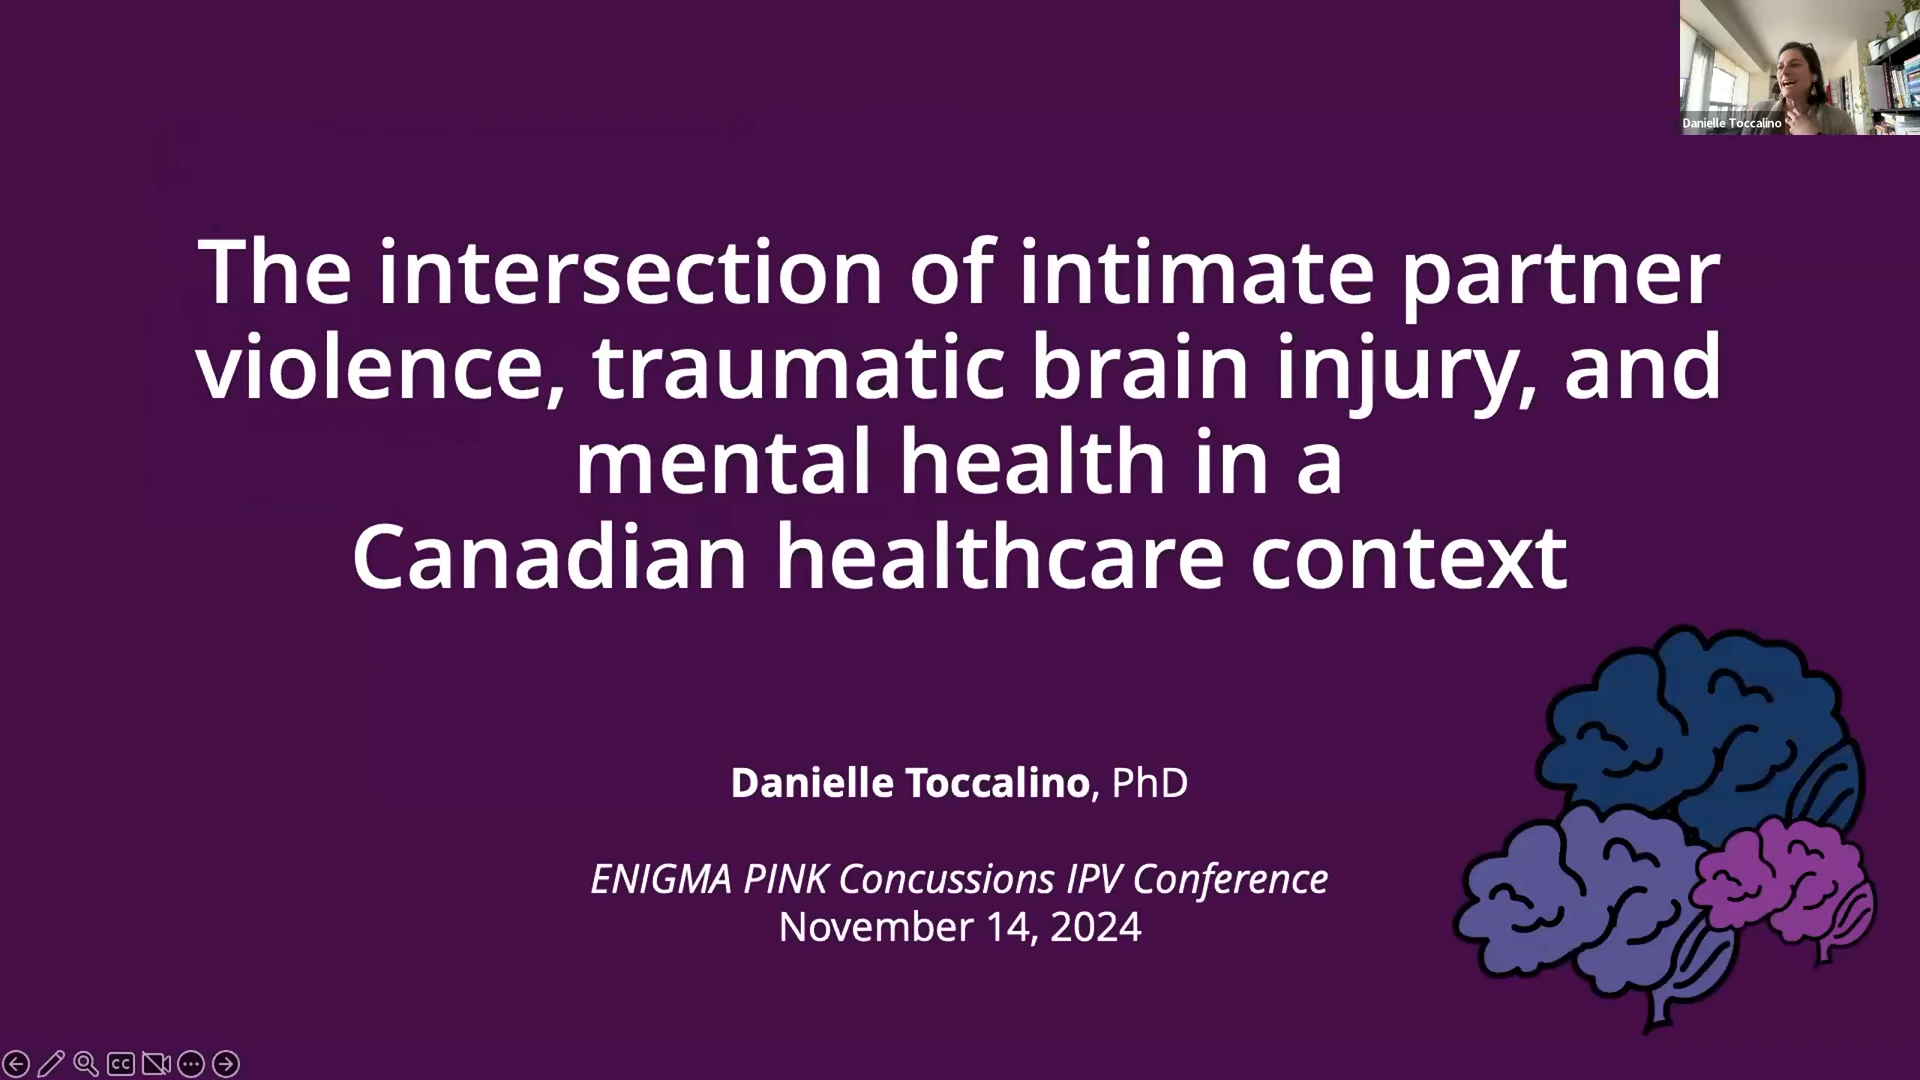 Danielle Toccalino
The intersection of intimate partner
violence, traumatic brain injury, and
mental health in a
Canadian healthcare context
Danielle Toccalino, PhD
ENIGMA PINK Concussions IPV Conference
November 14, 2024
CC